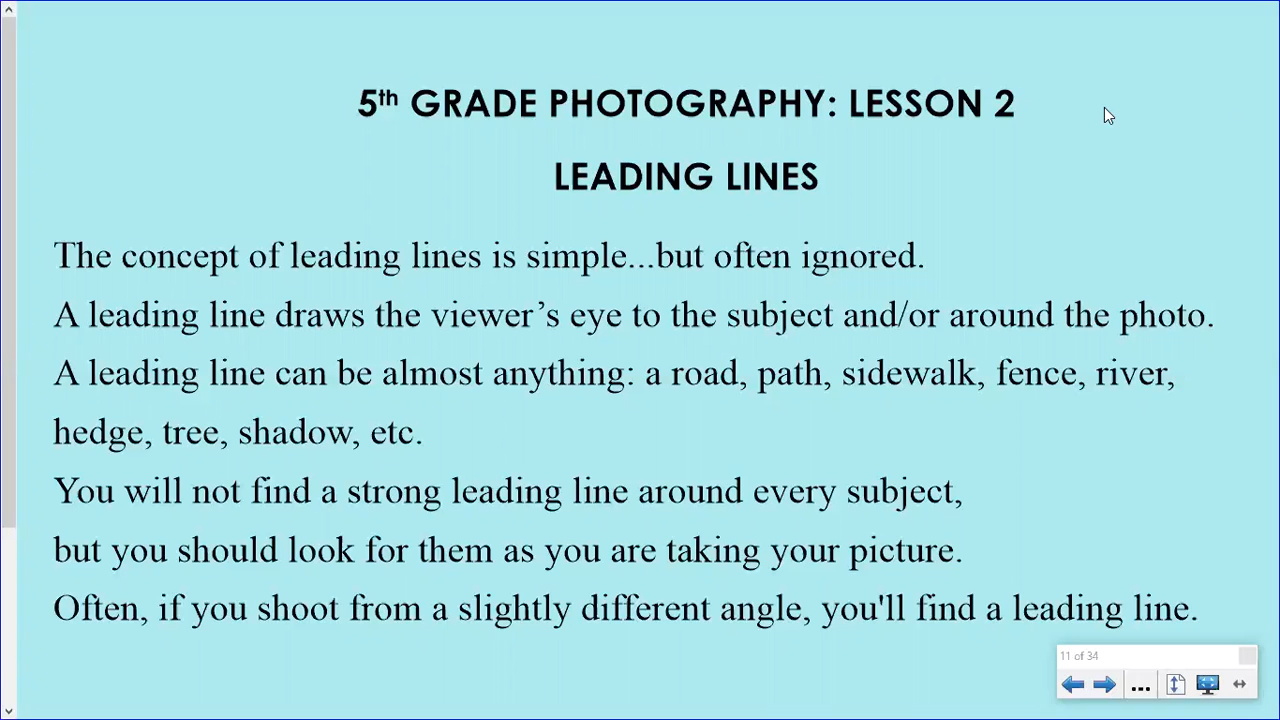 5th GRADE PHOTOGRAPHY: LESSON 2
LEADING LINES
The concept of leading lines is simple...but often ignored.
A leading line draws the viewer’s eye to the subject and/or around the photo.
A leading line can be almost anything: a road, path, sidewalk, fence, river,
hedge, tree, shadow, etc.
You will not find a strong leading line around every subject,
but you should look for them as you are taking your picture.
Often, if you shoot from a slightly different angle, you'll find a leading line.
11 of 34
...